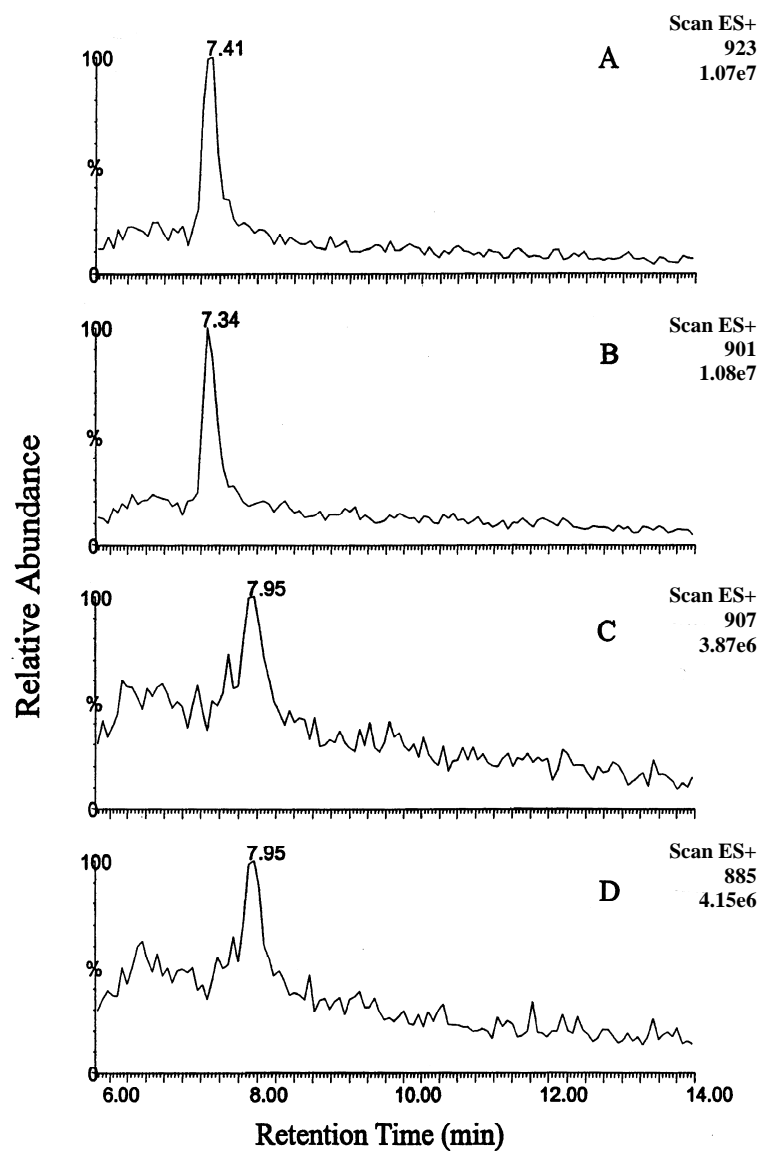 7.41
100
%
0
A
Scan ES+
923
1.07e7
7.34
100
%
0
B
Scan ES+
901
1.08e7
7.95
100
%
0
C
Scan ES+
907
3.87e6
7.95
100
%
0
D
Scan ES+
885
4.15e6
Relative Abundance
6.00 8.00 10.00 12.00 14.00
Retention Time (min)